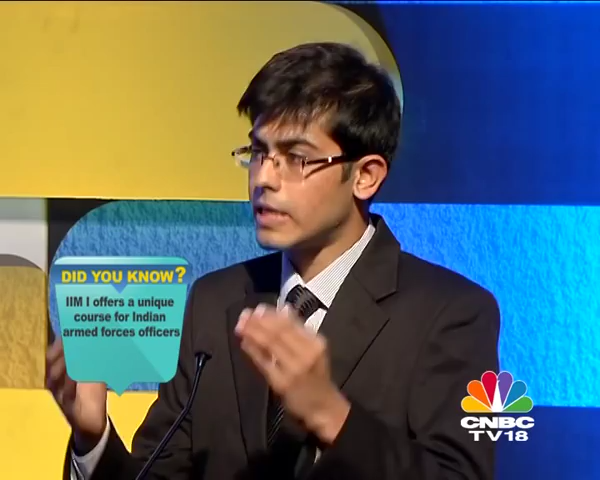 DID YOU KNOW?
IIM I offers a unique
course for Indian
armed forces officers
CNBC
TV18